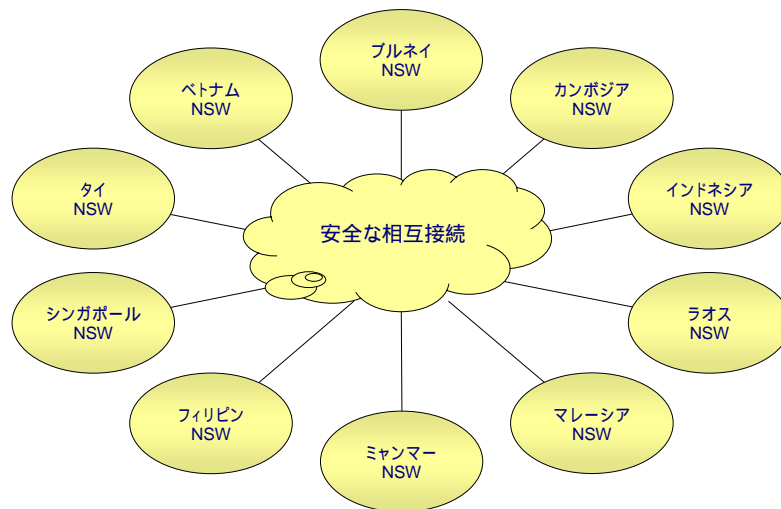 ブルネイ
NSW
カンボジア
NSW
インドネシア
NSW
ラオス
NSW
マレーシア
NSW
ミャンマー
NSW
フィリピン
NSW
シンガポール
NSW
タイ
NSW
ベトナム
NSW
安全な相互接続